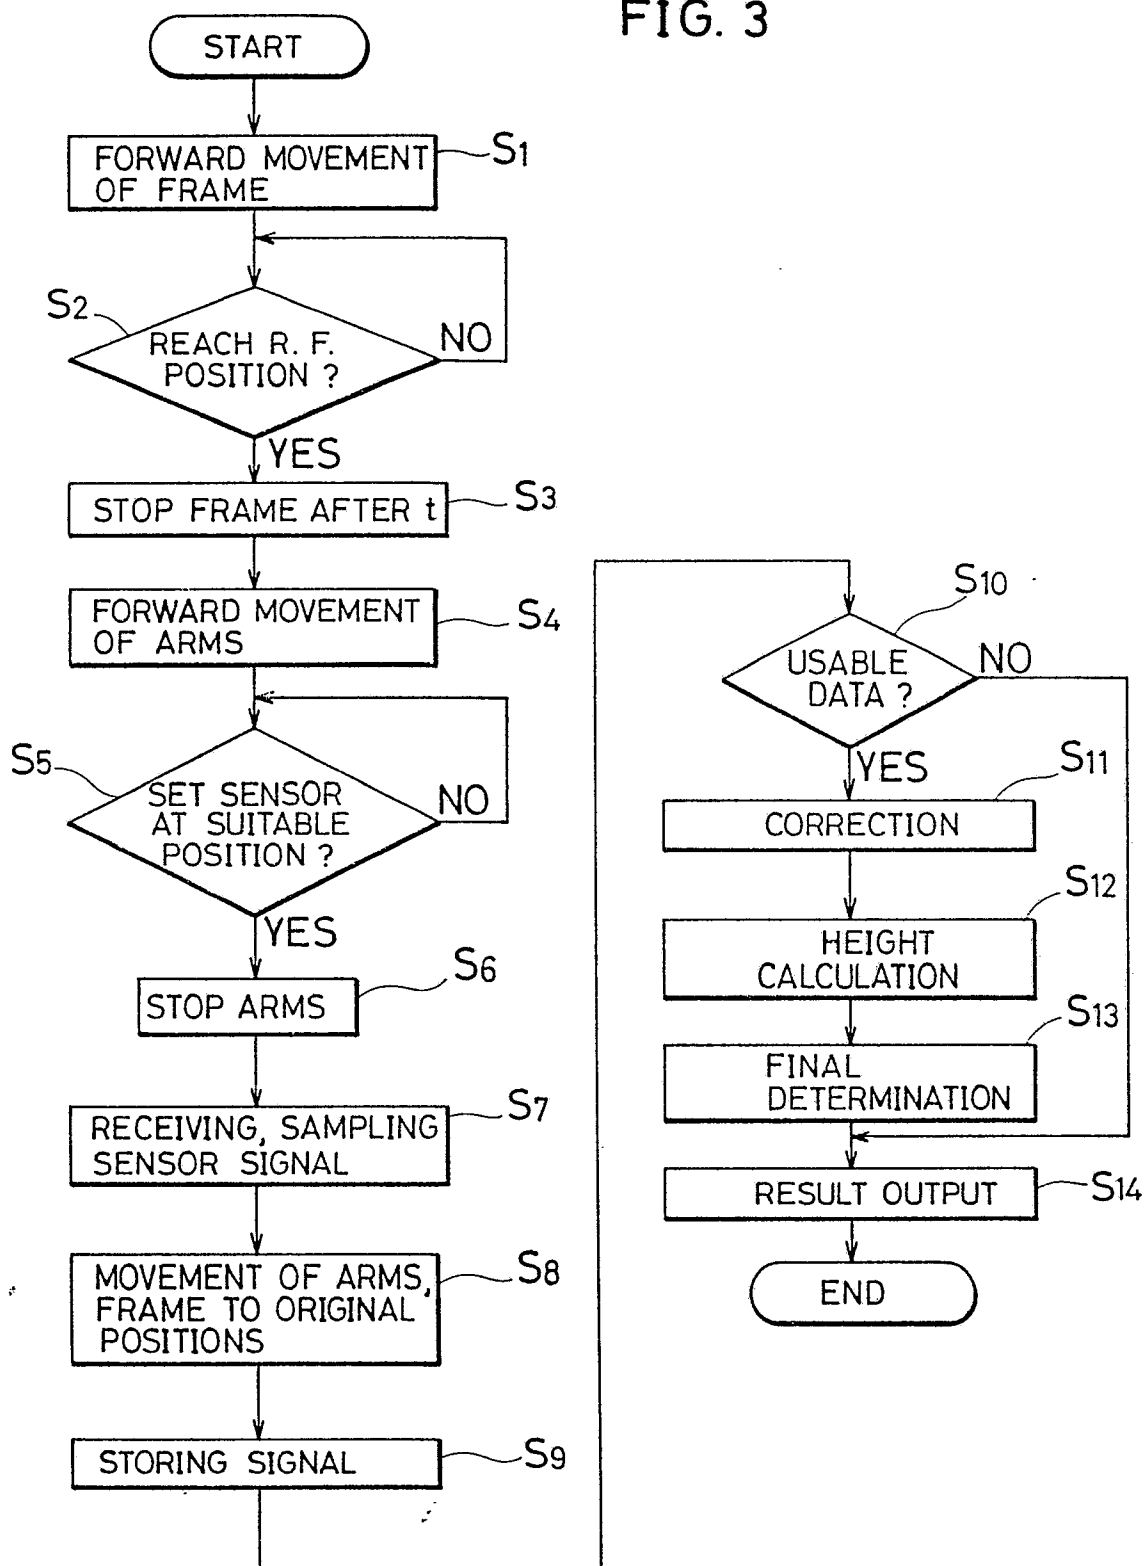 FIG. 3
START
FORWARD MOVEMENT
OF FRAME
S1
S2
REACH R. F.
POSITION ?
NO
YES
STOP FRAME AFTER t
S3
FORWARD MOVEMENT
OF ARMS
S4
S5
SET SENSOR
AT SUITABLE
POSITION ?
NO
YES
STOP ARMS
S6
RECEIVING, SAMPLING
SENSOR SIGNAL
S7
MOVEMENT OF ARMS,
FRAME TO ORIGINAL
POSITIONS
S8
STORING SIGNAL
S9
S10
USABLE
DATA ?
NO
YES
S11
CORRECTION
S12
HEIGHT
CALCULATION
S13
FINAL
DETERMINATION
RESULT OUTPUT
S14
END